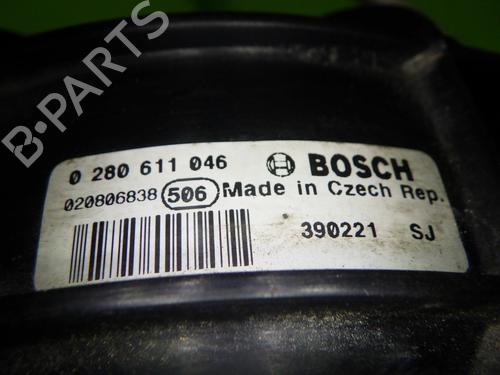 B·PARTS
0 280 611 046 BOSCH
020806838 506 Made in Czech Rep.
390221 SJ